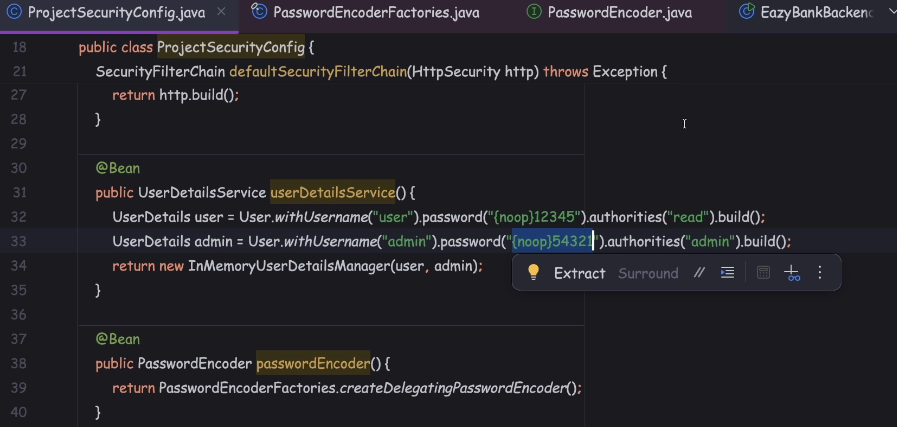 ProjectSecurityConfig.java × PasswordEncoderFactories.java PasswordEncoder.java EazyBankBackend
18 public class ProjectSecurityConfig {
21 SecurityFilterChain defaultSecurityFilterChain(HttpSecurity http) throws Exception {
27 return http.build();
28 }
29
30 @Bean
31 public UserDetailsService userDetailsService() {
32 UserDetails user = User.withUsername("user").password("{noop}12345").authorities("read").build();
33 UserDetails admin = User.withUsername("admin").password("{noop}54321").authorities("admin").build();
34 return new InMemoryUserDetailsManager(user, admin);
Extract Surround //
35 }
36
37 @Bean
38 public PasswordEncoder passwordEncoder() {
39 return PasswordEncoderFactories.createDelegatingPasswordEncoder();
40 }